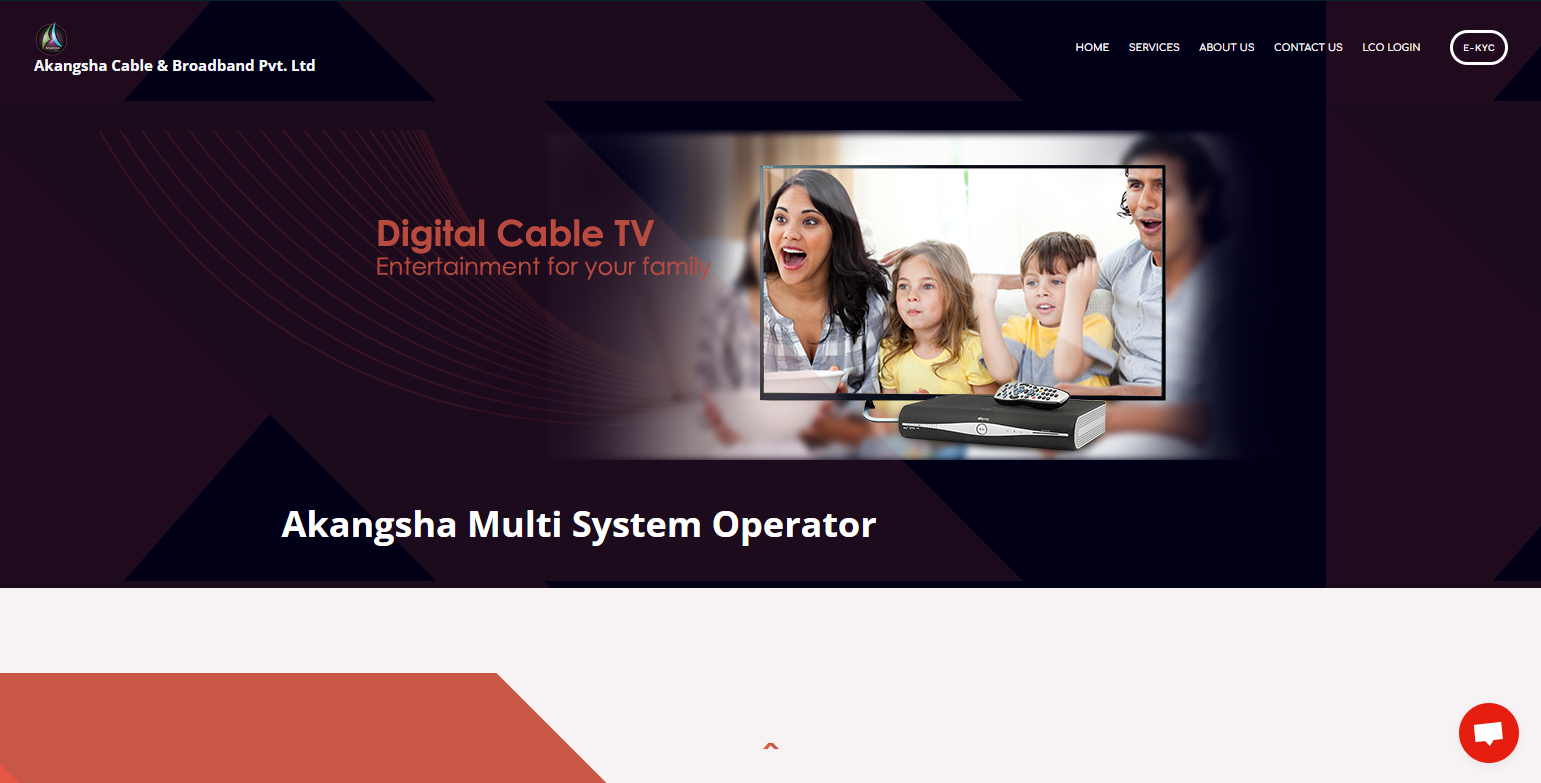 Akangsha Cable & Broadband Pvt. Ltd
HOME SERVICES ABOUT US CONTACT US LCO LOGIN E-KYC
Digital Cable TV
Entertainment for your family
Akangsha Multi System Operator